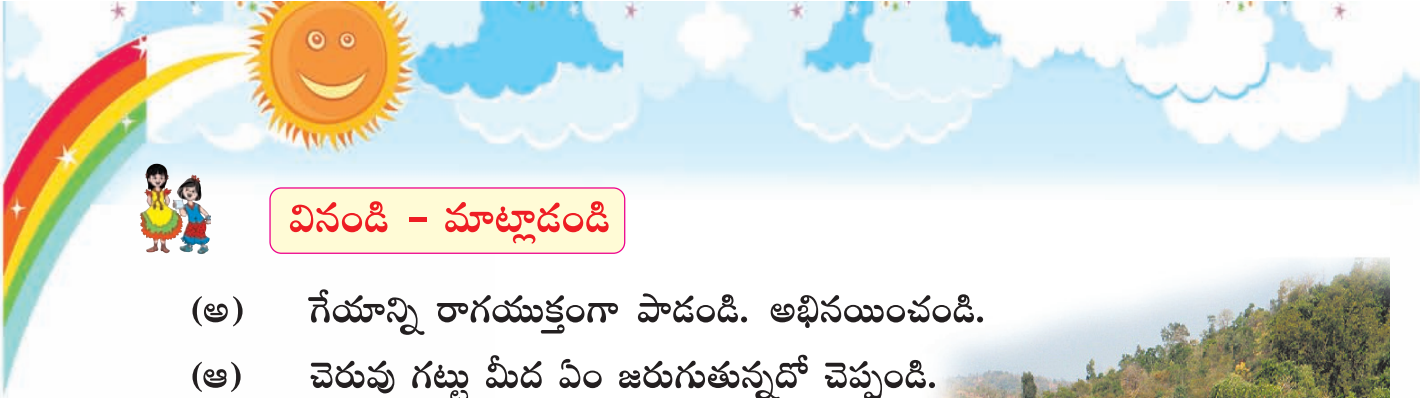 వినండి - మాట్లాడండి
(అ) గేయాన్ని రాగయుక్తంగా పాడండి. అభినయించండి.
(ఆ) చెరువు గట్టు మీద ఏం జరుగుతున్నదో చెప్పండి.